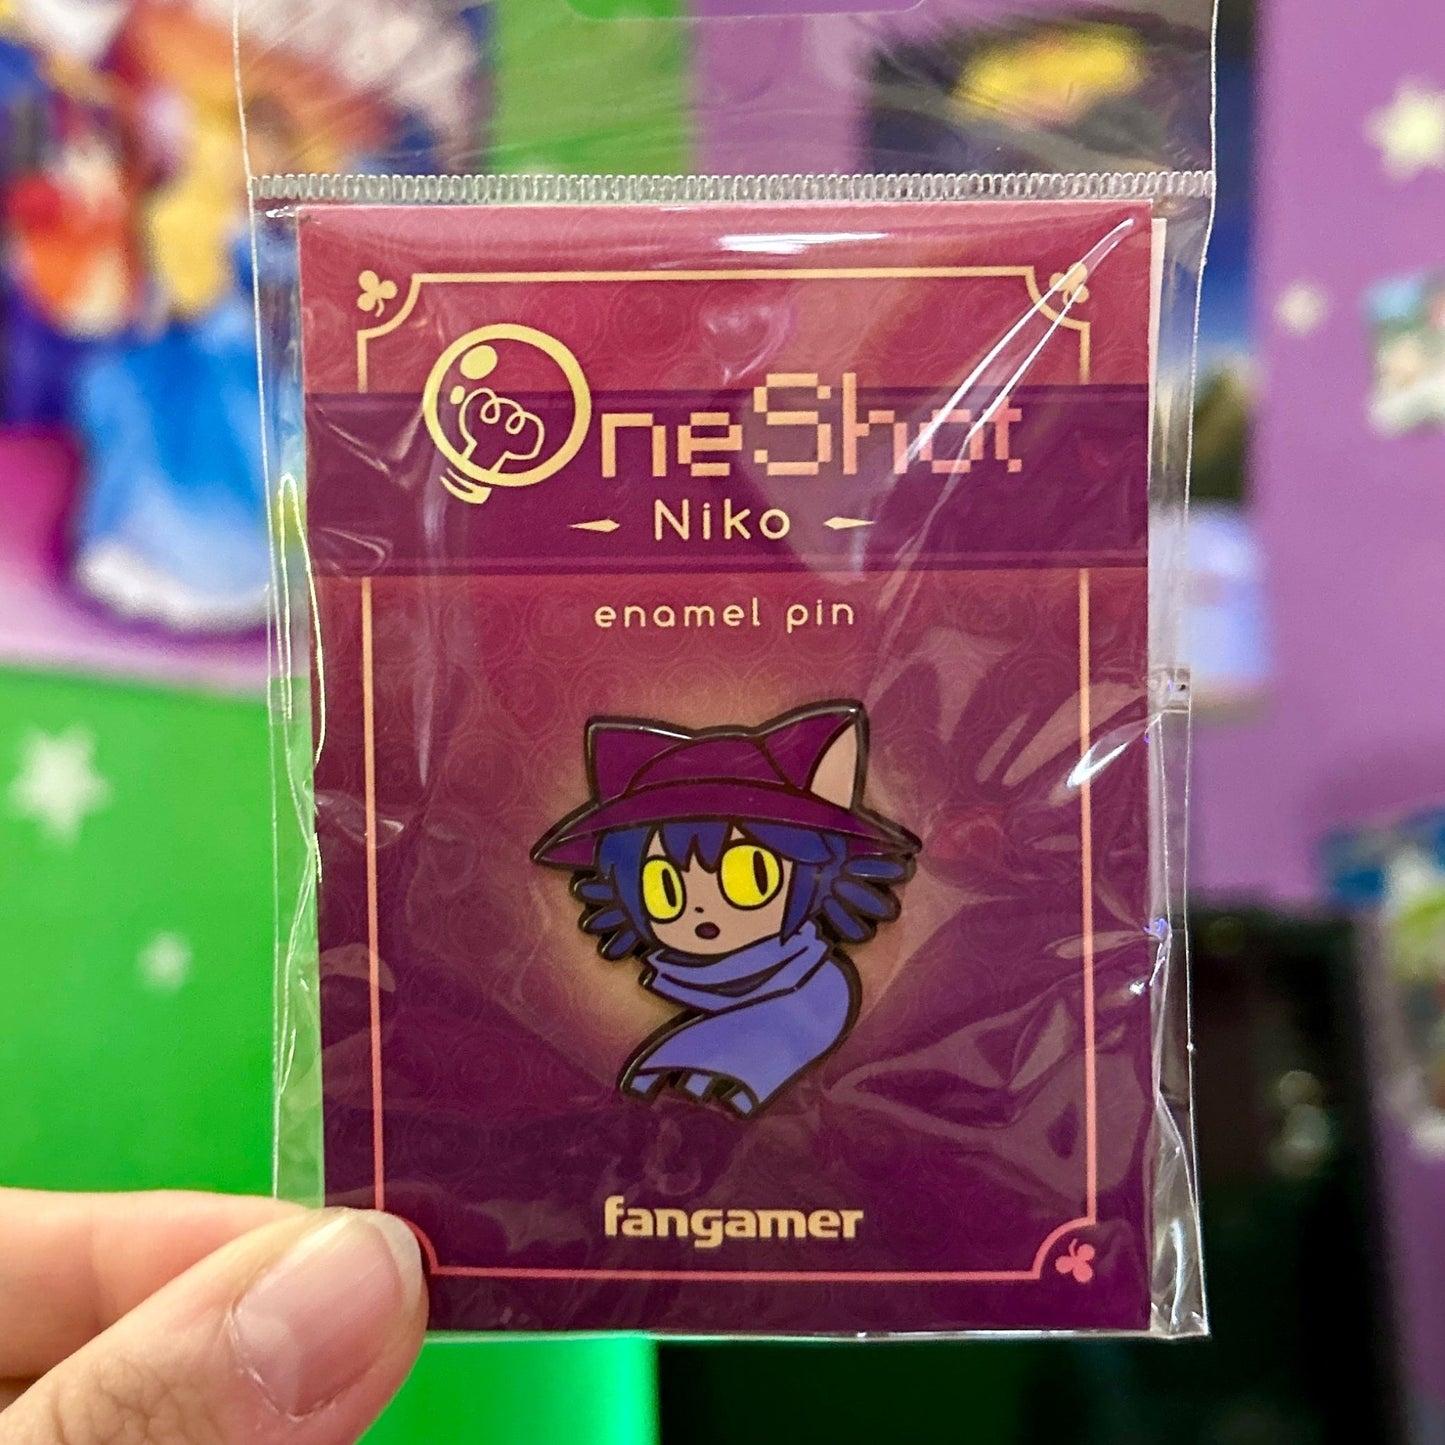 OneShot
Niko
enamel pin
fangamer